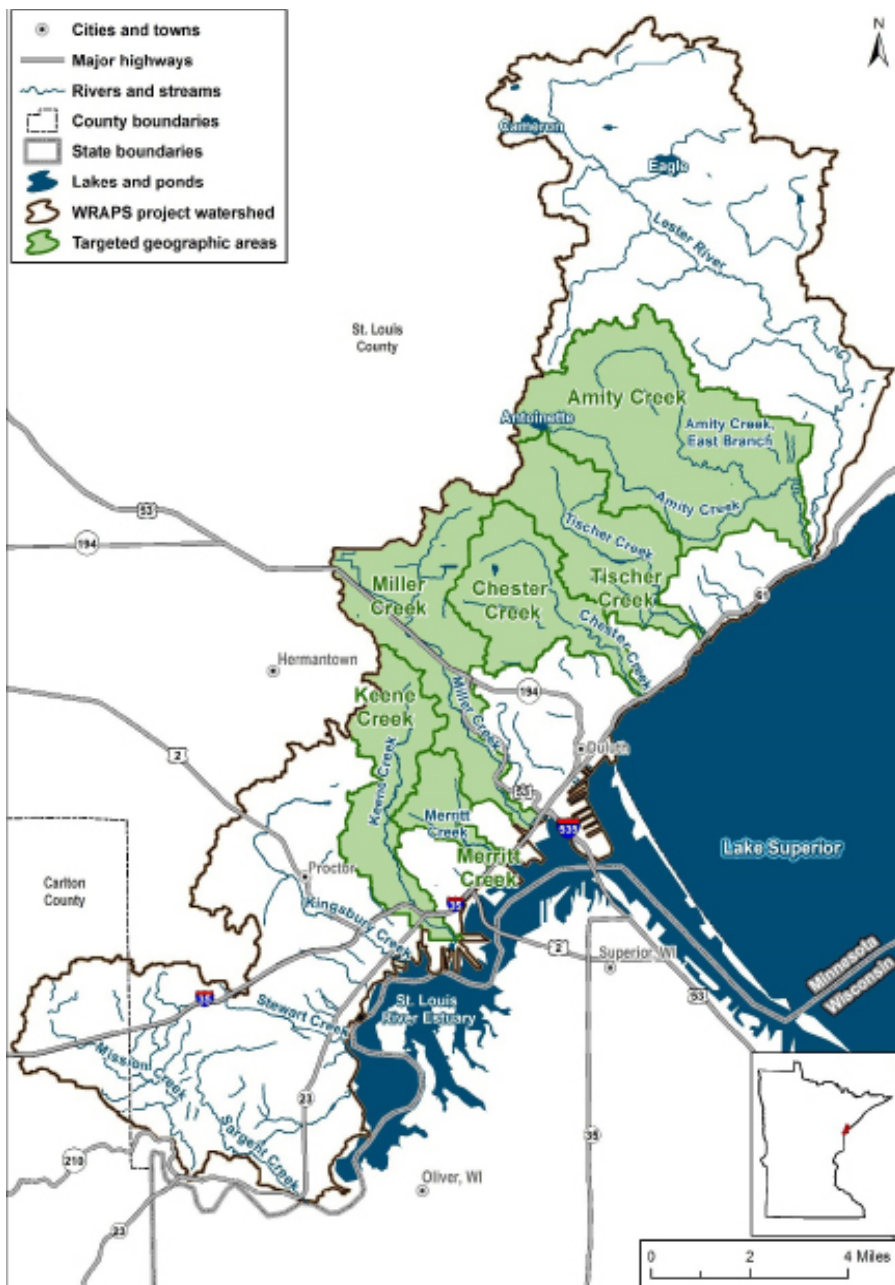 Cities and towns
Major highways
Rivers and streams
County boundaries
State boundaries
Lakes and ponds
WRAPS project watershed
Targeted geographic areas
N
Cameron
Eagle
Lester River
St. Louis
County
Amity Creek
Antoinette
Amity Creek,
East Branch
53
Amity Creek
194
Tischer Creek
Miller
Creek
Chester
Creek
Tischer
Creek
61
Chester Creek
Hermantown
Keene
Creek
Miller Creek
194
2
Duluth
Keene Creek
53
Merritt
Creek
535
Lake Superior
Merritt
Creek
Proctor
Carlton
County
35
Kingsbury Creek
2
Superior, WI
Minnesota
Wisconsin
35
53
St. Louis
River Estuary
Stewart Creek
Mission Creek
23
Sargent Creek
35
210
Oliver, WI
23
0 2 4 Miles